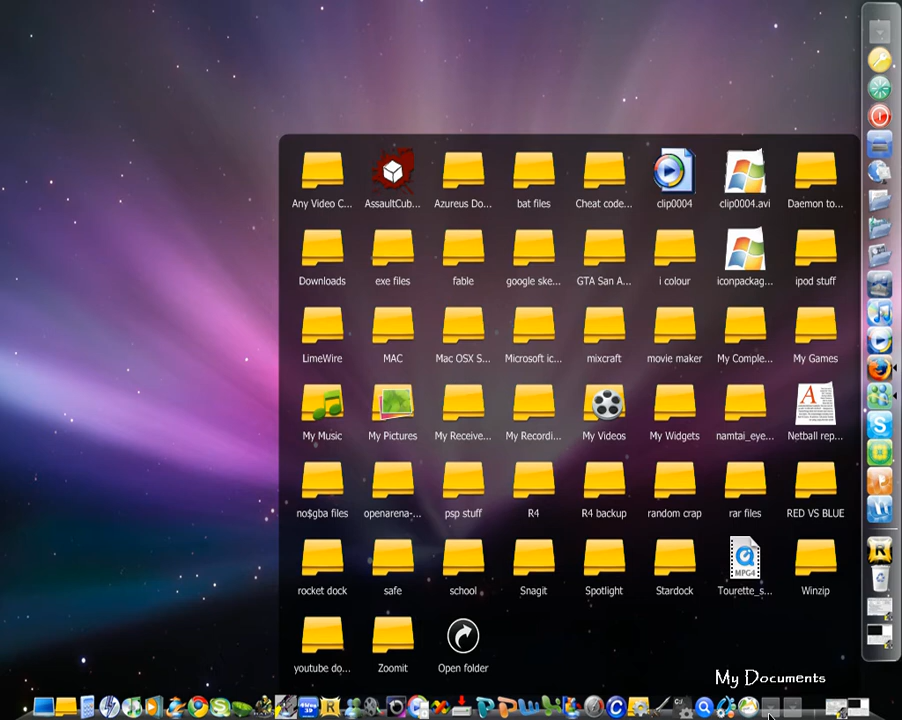 Any Video C... AssaultCub... Azureus Do... bat files Cheat code... clip0004 clip0004.avi Daemon to...
Downloads exe files fable google ske... GTA San A... i colour iconpackag... ipod stuff
LimeWire MAC Mac OSX S... Microsoft ic... mixcraft movie maker My Comple... My Games
My Music My Pictures My Receive... My Recordi... My Videos My Widgets namtai_eye... Netball rep...
no$gba files openarena-... psp stuff R4 R4 backup random crap rar files RED VS BLUE
MPG4
rocket dock safe school Snagit Spotlight Stardock Tourette_s... Winzip
youtube do... Zoomit Open folder
My Documents